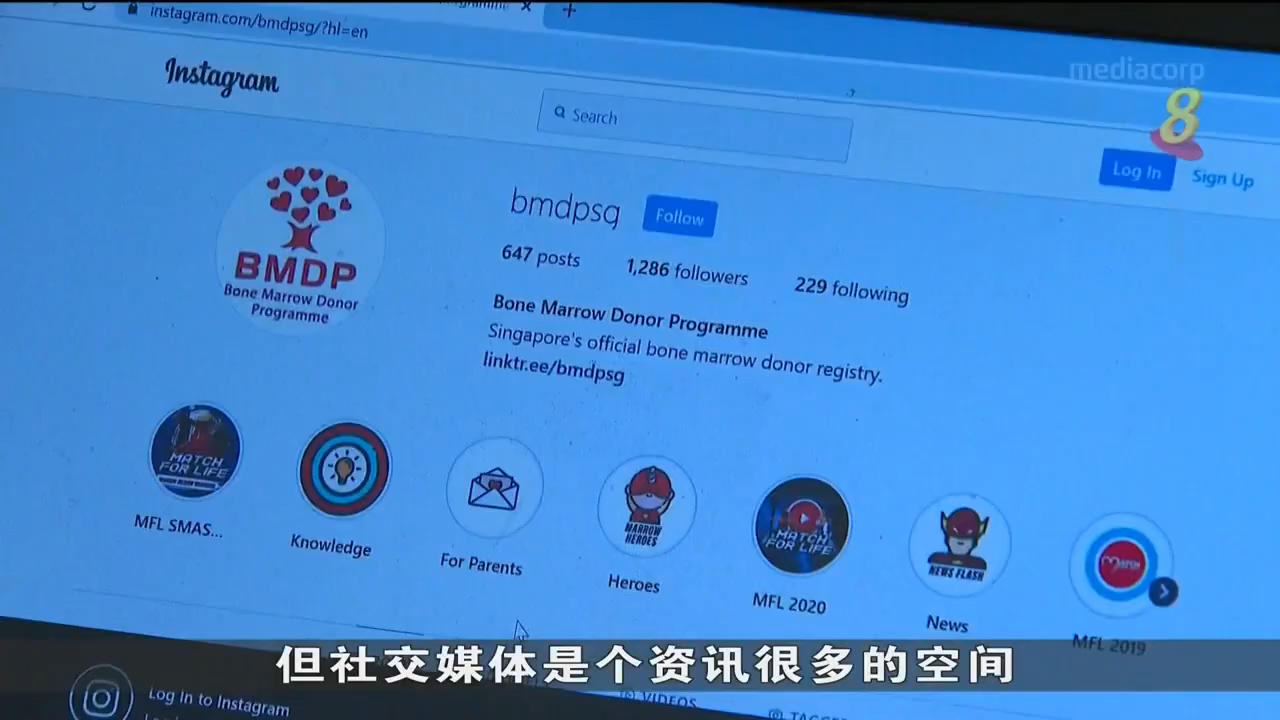 instagram.com/bmdpsg/?hl=en
mediacorp
8
Instagram
Search
Log In
Sign Up
bmdpsg
Follow
647 posts
1,286 followers
229 following
BMDP
Bone Marrow Donor
Programme
Bone Marrow Donor Programme
Singapore's official bone marrow donor registry.
linktr.ee/bmdpsg
MATCH
FOR LIFE
MARROW
HEROES
MATCH
FOR LIFE
NEWS FLASH
MFL SMAS...
Knowledge
For Parents
Heroes
MFL 2020
News
MFL 2019
但社交媒体是个资讯很多的空间
Log In to Instagram
VIDEOS